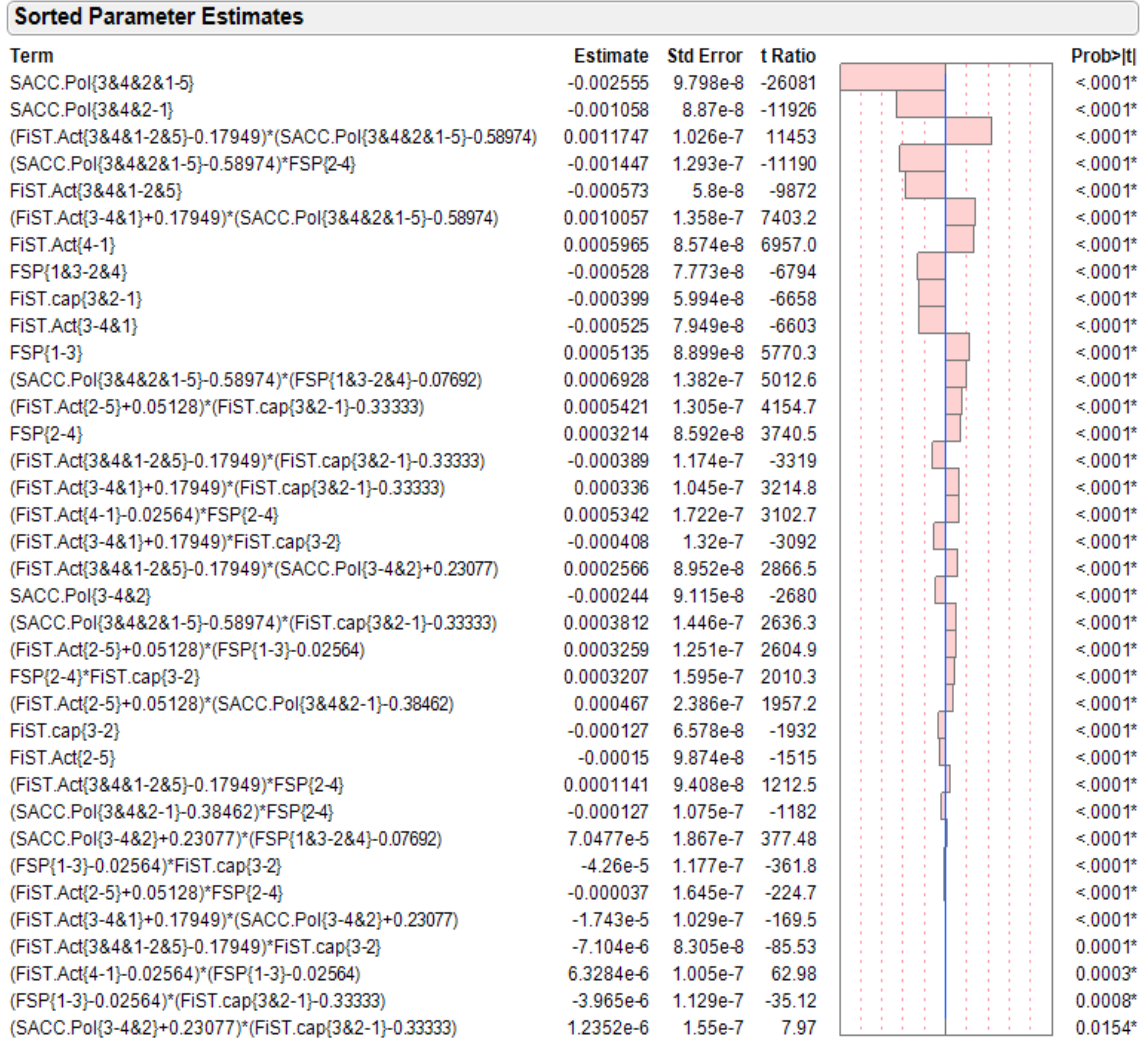 Sorted Parameter Estimates
Term Estimate Std Error t Ratio Prob>|t|
SACC.Pol{3&4&2&1-5} -0.002555 9.798e-8 -26081 <.0001*
SACC.Pol{3&4&2-1} -0.001058 8.87e-8 -11926 <.0001*
(FiST.Act{3&4&1-2&5}-0.17949)*(SACC.Pol{3&4&2&1-5}-0.58974) 0.0011747 1.026e-7 11453 <.0001*
(SACC.Pol{3&4&2&1-5}-0.58974)*FSP{2-4} -0.001447 1.293e-7 -11190 <.0001*
FiST.Act{3&4&1-2&5} -0.000573 5.8e-8 -9872 <.0001*
(FiST.Act{3-4&1}+0.17949)*(SACC.Pol{3&4&2&1-5}-0.58974) 0.0010057 1.358e-7 7403.2 <.0001*
FiST.Act{4-1} 0.0005965 8.574e-8 6957.0 <.0001*
FSP{1&3-2&4} -0.000528 7.773e-8 -6794 <.0001*
FiST.cap{3&2-1} -0.000399 5.994e-8 -6658 <.0001*
FiST.Act{3-4&1} -0.000525 7.949e-8 -6603 <.0001*
FSP{1-3} 0.0005135 8.899e-8 5770.3 <.0001*
(SACC.Pol{3&4&2&1-5}-0.58974)*(FSP{1&3-2&4}-0.07692) 0.0006928 1.382e-7 5012.6 <.0001*
(FiST.Act{2-5}+0.05128)*(FiST.cap{3&2-1}-0.33333) 0.0005421 1.305e-7 4154.7 <.0001*
FSP{2-4} 0.0003214 8.592e-8 3740.5 <.0001*
(FiST.Act{3&4&1-2&5}-0.17949)*(FiST.cap{3&2-1}-0.33333) -0.000389 1.174e-7 -3319 <.0001*
(FiST.Act{3-4&1}+0.17949)*(FiST.cap{3&2-1}-0.33333) 0.000336 1.045e-7 3214.8 <.0001*
(FiST.Act{4-1}-0.02564)*FSP{2-4} 0.0005342 1.722e-7 3102.7 <.0001*
(FiST.Act{3-4&1}+0.17949)*FiST.cap{3-2} -0.000408 1.32e-7 -3092 <.0001*
(FiST.Act{3&4&1-2&5}-0.17949)*(SACC.Pol{3-4&2}+0.23077) 0.0002566 8.952e-8 2866.5 <.0001*
SACC.Pol{3-4&2} -0.000244 9.115e-8 -2680 <.0001*
(SACC.Pol{3&4&2&1-5}-0.58974)*(FiST.cap{3&2-1}-0.33333) 0.0003812 1.446e-7 2636.3 <.0001*
(FiST.Act{2-5}+0.05128)*(FSP{1-3}-0.02564) 0.0003259 1.251e-7 2604.9 <.0001*
FSP{2-4}*FiST.cap{3-2} 0.0003207 1.595e-7 2010.3 <.0001*
(FiST.Act{2-5}+0.05128)*(SACC.Pol{3&4&2-1}-0.38462) 0.000467 2.386e-7 1957.2 <.0001*
FiST.cap{3-2} -0.000127 6.578e-8 -1932 <.0001*
FiST.Act{2-5} -0.00015 9.874e-8 -1515 <.0001*
(FiST.Act{3&4&1-2&5}-0.17949)*FSP{2-4} 0.0001141 9.408e-8 1212.5 <.0001*
(SACC.Pol{3&4&2-1}-0.38462)*FSP{2-4} -0.000127 1.075e-7 -1182 <.0001*
(SACC.Pol{3-4&2}+0.23077)*(FSP{1&3-2&4}-0.07692) 7.0477e-5 1.867e-7 377.48 <.0001*
(FSP{1-3}-0.02564)*FiST.cap{3-2} -4.26e-5 1.177e-7 -361.8 <.0001*
(FiST.Act{2-5}+0.05128)*FSP{2-4} -0.000037 1.645e-7 -224.7 <.0001*
(FiST.Act{3-4&1}+0.17949)*(SACC.Pol{3-4&2}+0.23077) -1.743e-5 1.029e-7 -169.5 <.0001*
(FiST.Act{3&4&1-2&5}-0.17949)*FiST.cap{3-2} -7.104e-6 8.305e-8 -85.53 0.0001*
(FiST.Act{4-1}-0.02564)*(FSP{1-3}-0.02564) 6.3284e-6 1.005e-7 62.98 0.0003*
(FSP{1-3}-0.02564)*(FiST.cap{3&2-1}-0.33333) -3.965e-6 1.129e-7 -35.12 0.0008*
(SACC.Pol{3-4&2}+0.23077)*(FiST.cap{3&2-1}-0.33333) 1.2352e-6 1.55e-7 7.97 0.0154*